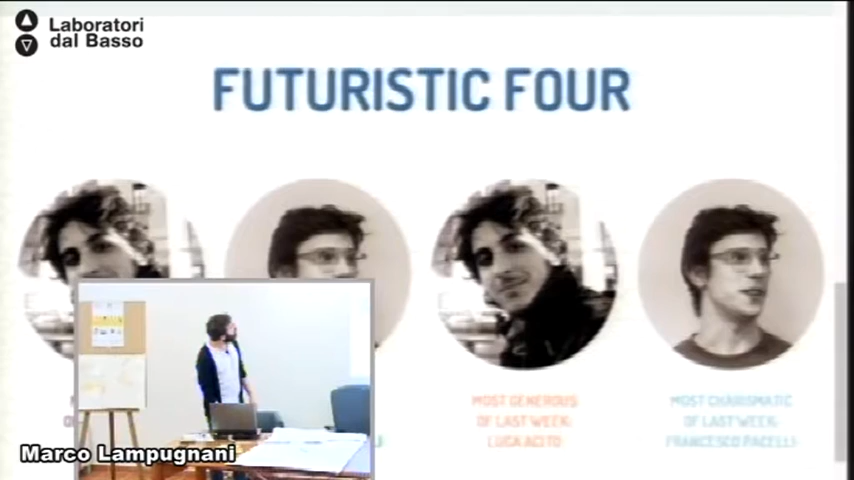 Laboratori
dal Basso
FUTURISTIC FOUR
MOST GENEROUS
OF LAST WEEK:
LUCA ACITO
MOST CHARISMATIC
OF LAST WEEK:
FRANCESCO PACELLI
Marco Lampugnani